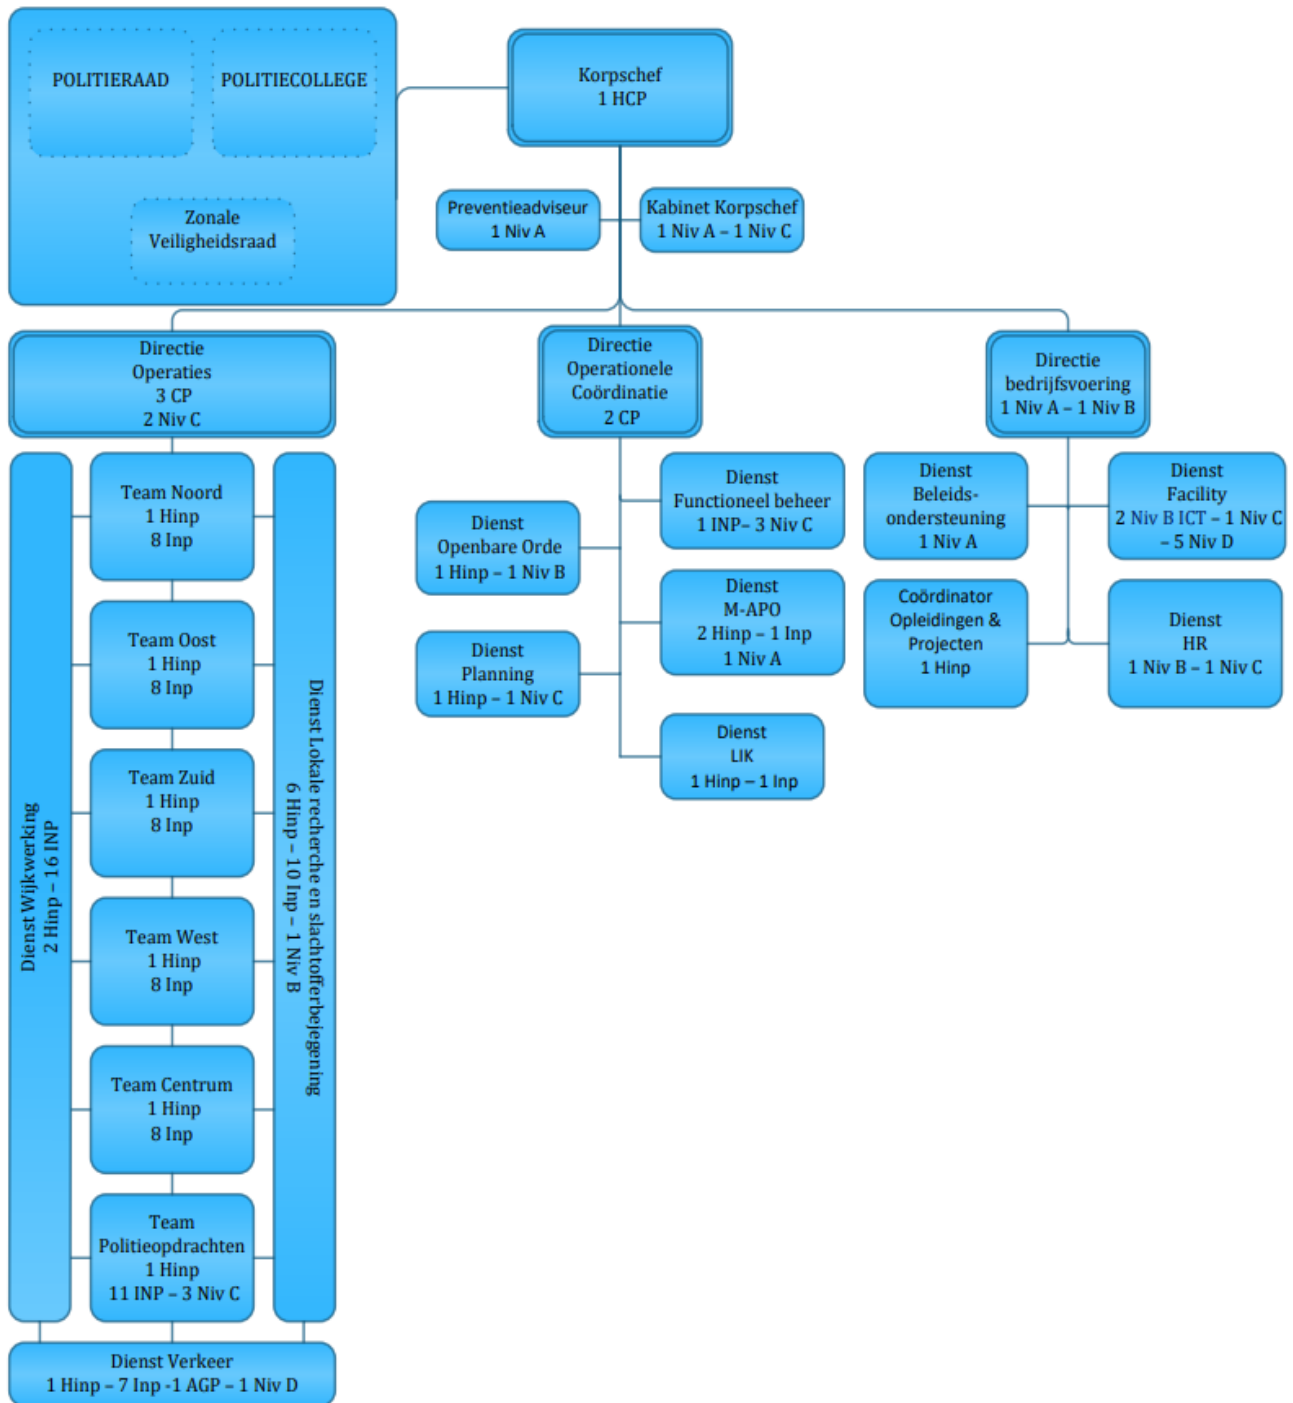 POLITIERAAD
POLITIECOLLEGE
Zonale
Veiligheidsraad
Korpschef
1 HCP
Preventieadviseur
1 Niv A
Kabinet Korpschef
1 Niv A – 1 Niv C
Directie
Operaties
3 CP
2 Niv C
Directie
Operationele
Coördinatie
2 CP
Directie
bedrijfsvoering
1 Niv A – 1 Niv B
Dienst Wijkwerking
2 Hinp – 16 INP
Team Noord
1 Hinp
8 Inp
Team Oost
1 Hinp
8 Inp
Team Zuid
1 Hinp
8 Inp
Team West
1 Hinp
8 Inp
Team Centrum
1 Hinp
8 Inp
Team
Politieopdrachten
1 Hinp
11 INP – 3 Niv C
Dienst Lokale recherche en slachtofferbejegening
6 Hinp – 10 Inp – 1 Niv B
Dienst Verkeer
1 Hinp – 7 Inp -1 AGP – 1 Niv D
Dienst
Openbare Orde
1 Hinp – 1 Niv B
Dienst
Planning
1 Hinp – 1 Niv C
Dienst
Functioneel beheer
1 INP– 3 Niv C
Dienst
M-APO
2 Hinp – 1 Inp
1 Niv A
Dienst
LIK
1 Hinp – 1 Inp
Dienst
Beleids-
ondersteuning
1 Niv A
Coördinator
Opleidingen &
Projecten
1 Hinp
Dienst
Facility
2 Niv B ICT – 1 Niv C
– 5 Niv D
Dienst
HR
1 Niv B – 1 Niv C